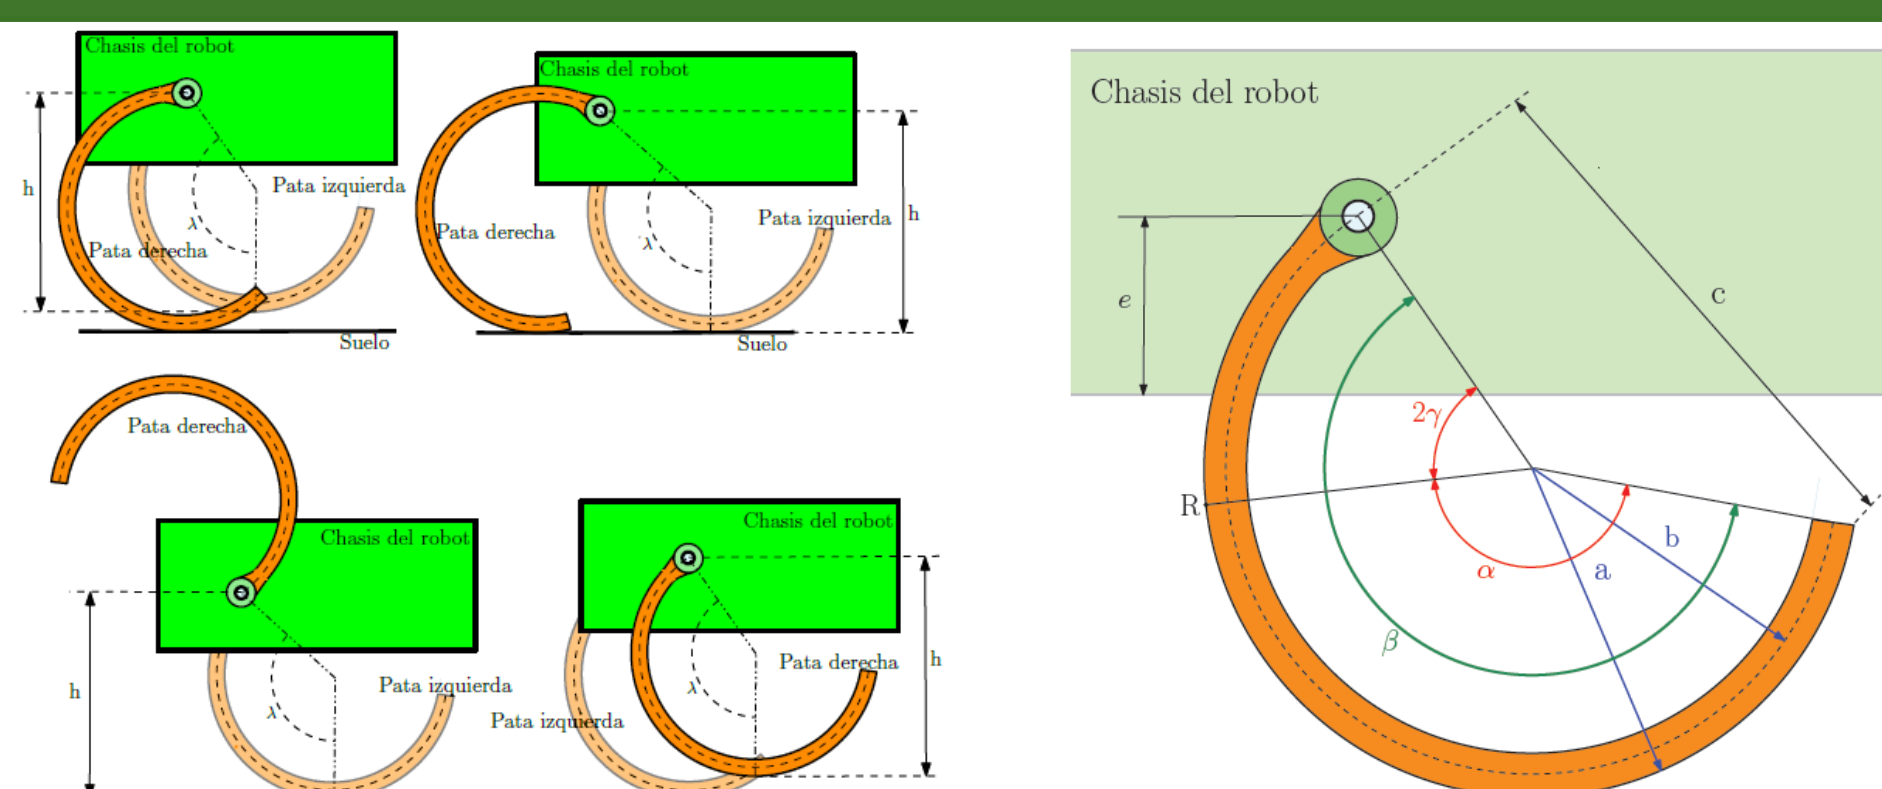 Chasis del robot
h
Pata izquierda
λ
Pata derecha
Suelo
Chasis del robot
Pata derecha
Pata izquierda
h
λ
Suelo
Pata derecha
Chasis del robot
h
Pata izquierda
λ
Chasis del robot
Pata derecha
h
λ
Pata izquierda
Chasis del robot
e
c
2γ
R
α
a
b
β